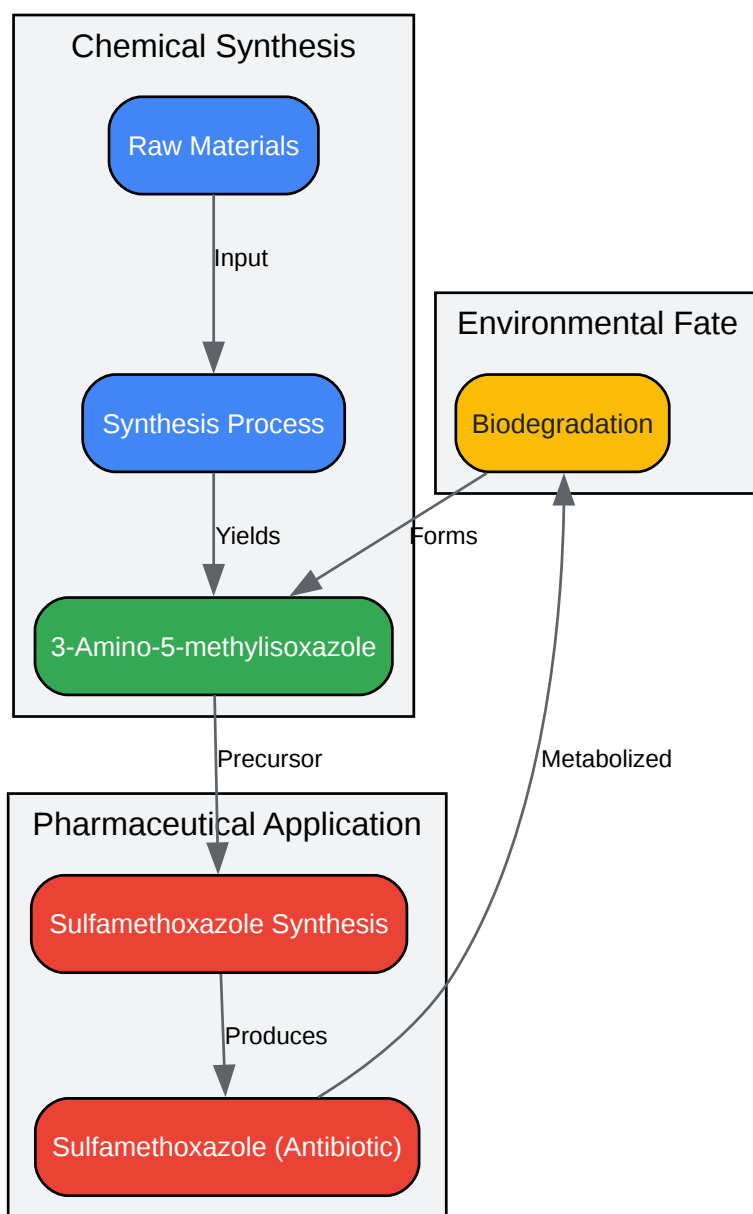 Chemical Synthesis
Raw Materials
Input
Environmental Fate
Synthesis Process
Biodegradation
Yields
Forms
3-Amino-5-methylisoxazole
Precursor
Metabolized
Pharmaceutical Application
Sulfamethoxazole Synthesis
Produces
Sulfamethoxazole (Antibiotic)